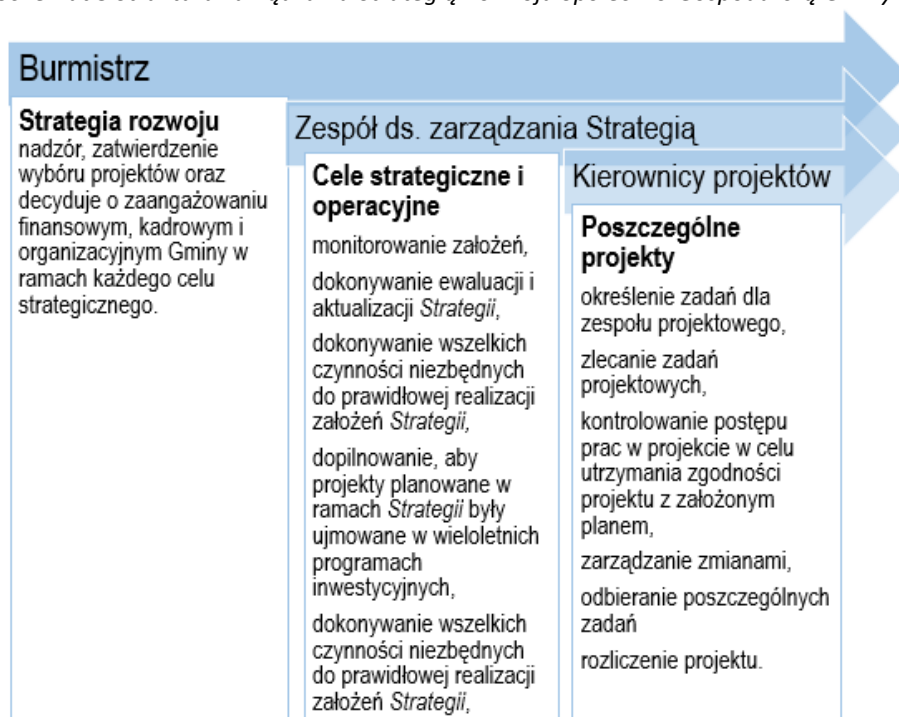 Burmistrz
Strategia rozwoju
nadzór, zatwierdzenie
wybóru projektów oraz
decyduje o zaangażowaniu
finansowym, kadrowym i
organizacyjnym Gminy w
ramach każdego celu
strategicznego.
Zespół ds. zarządzania Strategią
Cele strategiczne i
operacyjne
monitorowanie założeń,
dokonywanie ewaluacji i
aktualizacji Strategii,
dokonywanie wszelkich
czynności niezbędnych
do prawidłowej realizacji
założeń Strategii,
dopilnowanie, aby
projekty planowane w
ramach Strategii były
ujmowane w wieloletnich
programach
inwestycyjnych,
dokonywanie wszelkich
czynności niezbędnych
do prawidłowej realizacji
założeń Strategii,
Kierownicy projektów
Poszczególne
projekty
określenie zadań dla
zespołu projektowego,
zlecanie zadań
projektowych,
kontrolowanie postępu
prac w projekcie w celu
utrzymania zgodności
projektu z założonym
planem,
zarządzanie zmianami,
odbieranie poszczególnych
zadań
rozliczenie projektu.